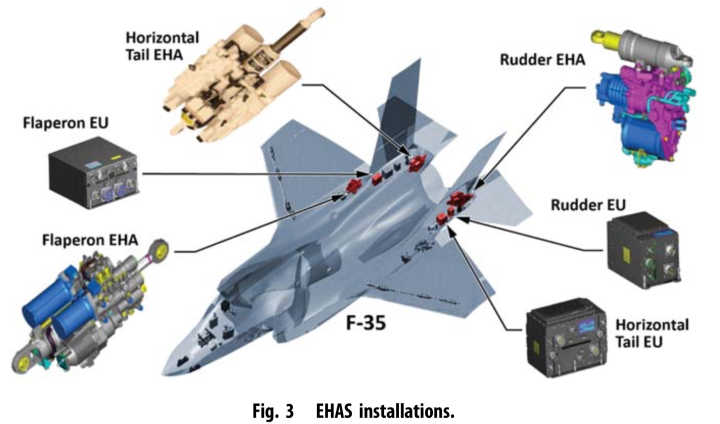 Horizontal
Tail EHA
Rudder EHA
Flaperon EU
Rudder EU
Flaperon EHA
F-35
Horizontal
Tail EU
Fig. 3 EHAS installations.